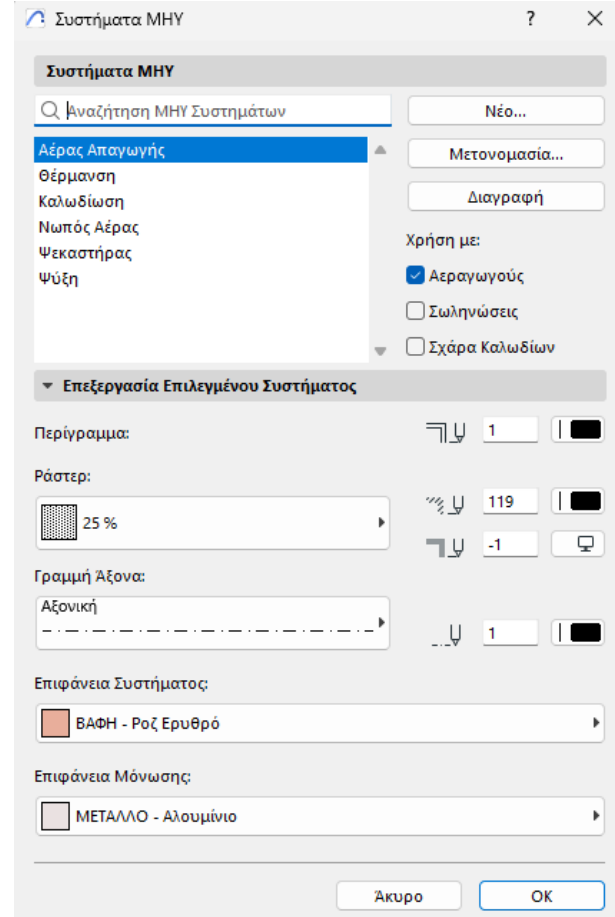 Συστήματα ΜΗΥ
?
Συστήματα ΜΗΥ
Αναζήτηση ΜΗΥ Συστημάτων
Νέο...
Αέρας Απαγωγής
Μετονομασία...
Θέρμανση
Καλωδίωση
Διαγραφή
Νωπός Αέρας
Ψεκαστήρας
Χρήση με:
Ψύξη
Αεραγωγούς
Σωληνώσεις
Σχάρα Καλωδίων
Επεξεργασία Επιλεγμένου Συστήματος
Περίγραμμα:
1
Ράστερ:
25 %
119
-1
Γραμμή Άξονα:
Αξονική
1
Επιφάνεια Συστήματος:
ΒΑΦΗ - Ροζ Ερυθρό
Επιφάνεια Μόνωσης:
ΜΕΤΑΛΛΟ - Αλουμίνιο
Άκυρο
OK